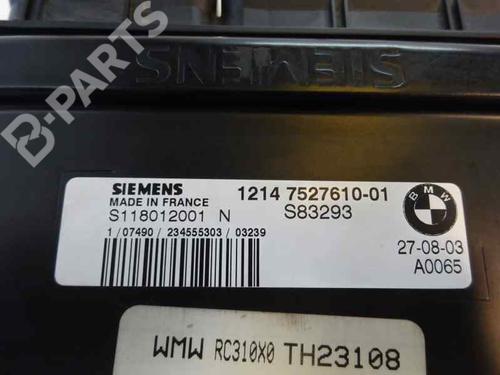 B-PARTS
SIEMENS
SIEMENS 1214 7527610-01
MADE IN FRANCE
S118012001 N S83293
BMW
1 / 07490 / 234555303 / 03239
27-08-03
A0065
WMW RC310X0 TH23108